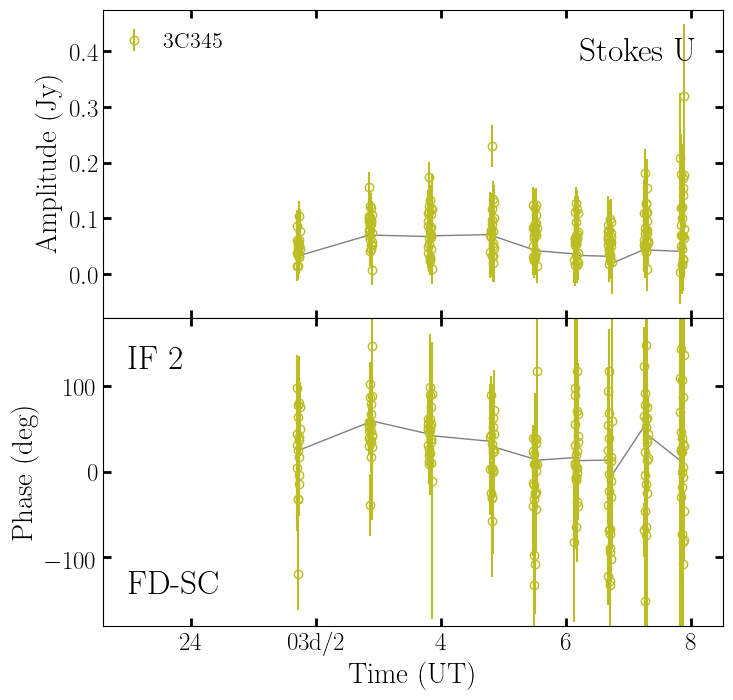 3C345
Stokes U
0.4
0.3
0.2
0.1
0.0
Amplitude (Jy)
IF 2
100
0
−100
Phase (deg)
FD-SC
24 03d/2 4 6 8
Time (UT)